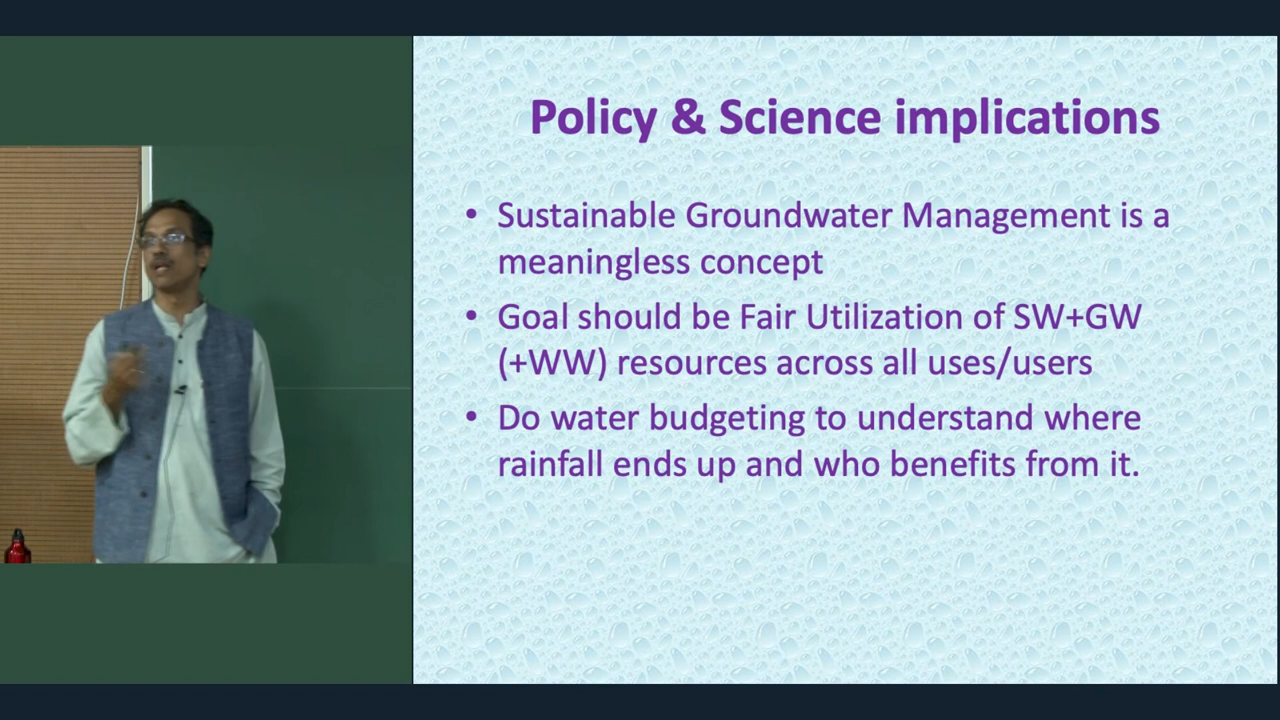 Policy & Science implications
• Sustainable Groundwater Management is a
meaningless concept
• Goal should be Fair Utilization of SW+GW
(+WW) resources across all uses/users
• Do water budgeting to understand where
rainfall ends up and who benefits from it.